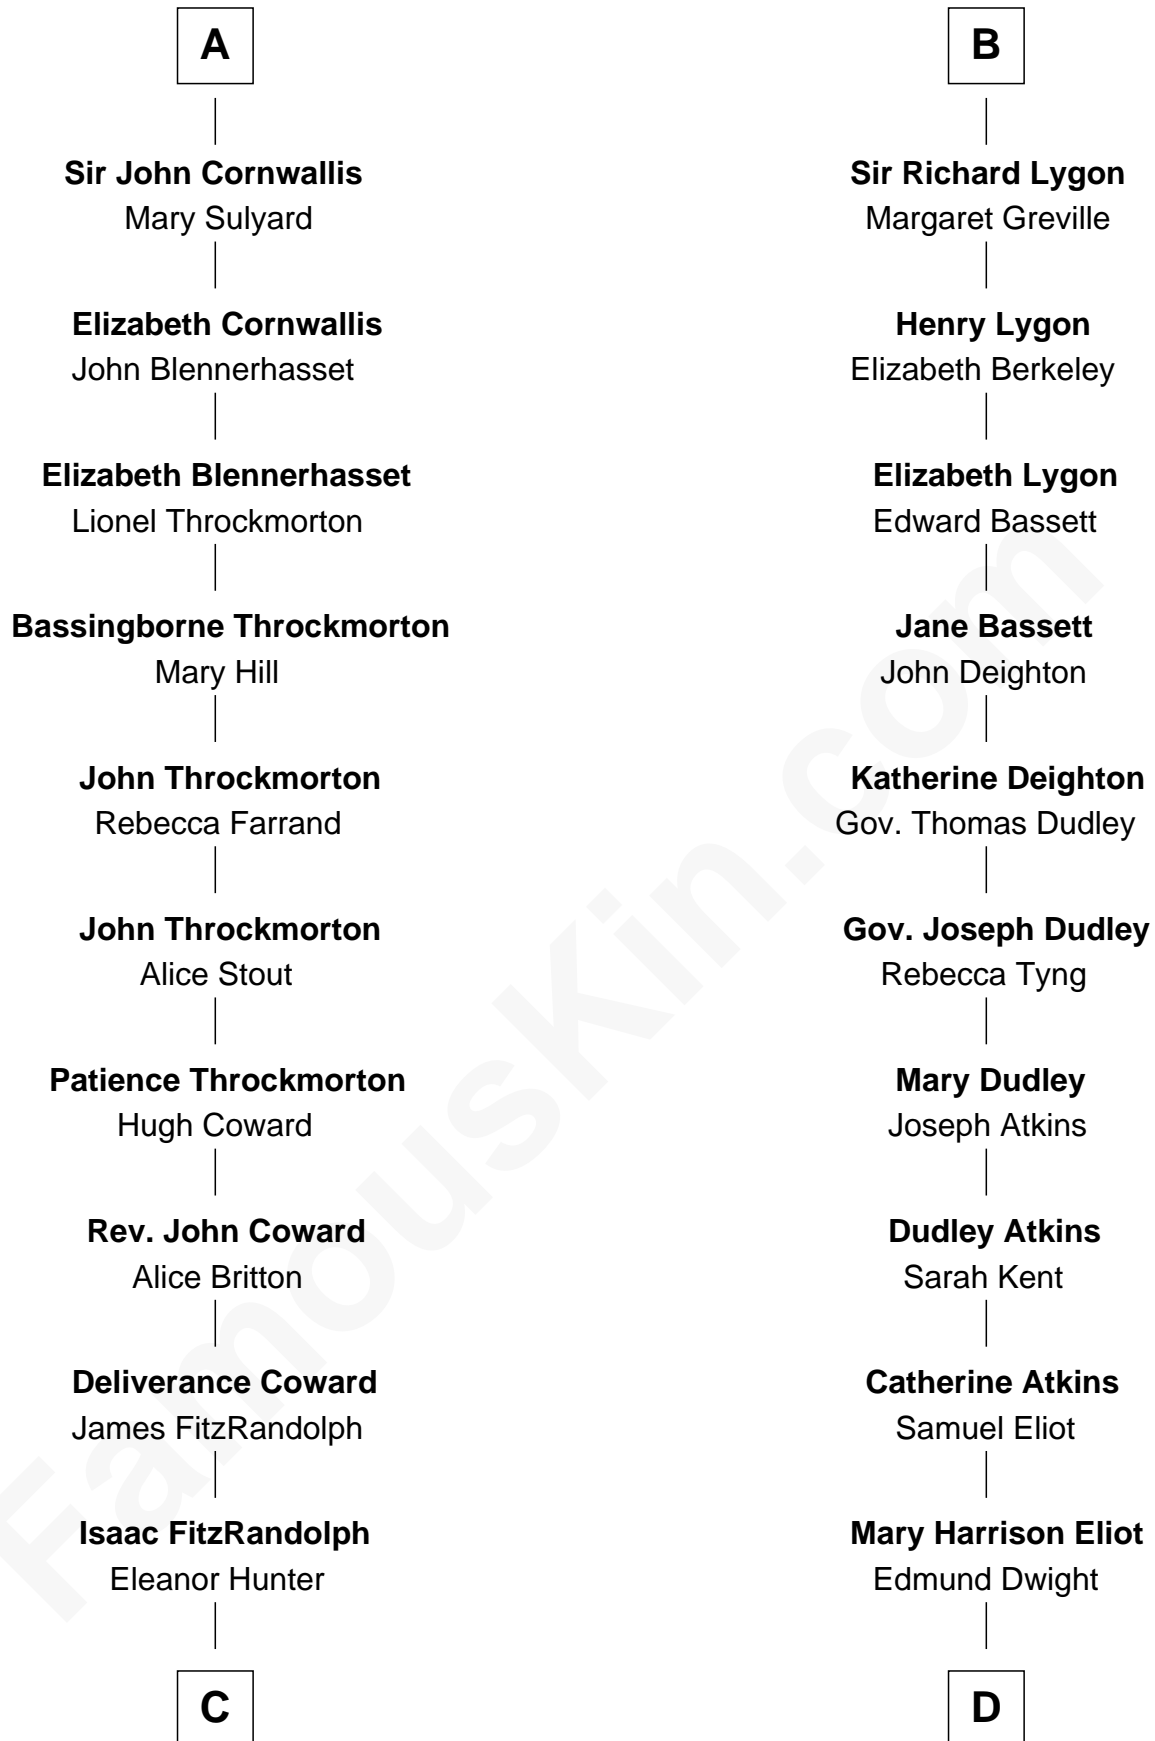 A
Sir John Cornwallis
Mary Sulyard
Elizabeth Cornwallis
John Blennerhasset
Elizabeth Blennerhasset
Lionel Throckmorton
Bassingborne Throckmorton
Mary Hill
John Throckmorton
Rebecca Farrand
John Throckmorton
Alice Stout
Patience Throckmorton
Hugh Coward
Rev. John Coward
Alice Britton
Deliverance Coward
James FitzRandolph
Isaac FitzRandolph
Eleanor Hunter
C
B
Sir Richard Lygon
Margaret Greville
Henry Lygon
Elizabeth Berkeley
Elizabeth Lygon
Edward Bassett
Jane Bassett
John Deighton
Katherine Deighton
Gov. Thomas Dudley
Gov. Joseph Dudley
Rebecca Tyng
Mary Dudley
Joseph Atkins
Dudley Atkins
Sarah Kent
Catherine Atkins
Samuel Eliot
Mary Harrison Eliot
Edmund Dwight
D
FamousKin.com